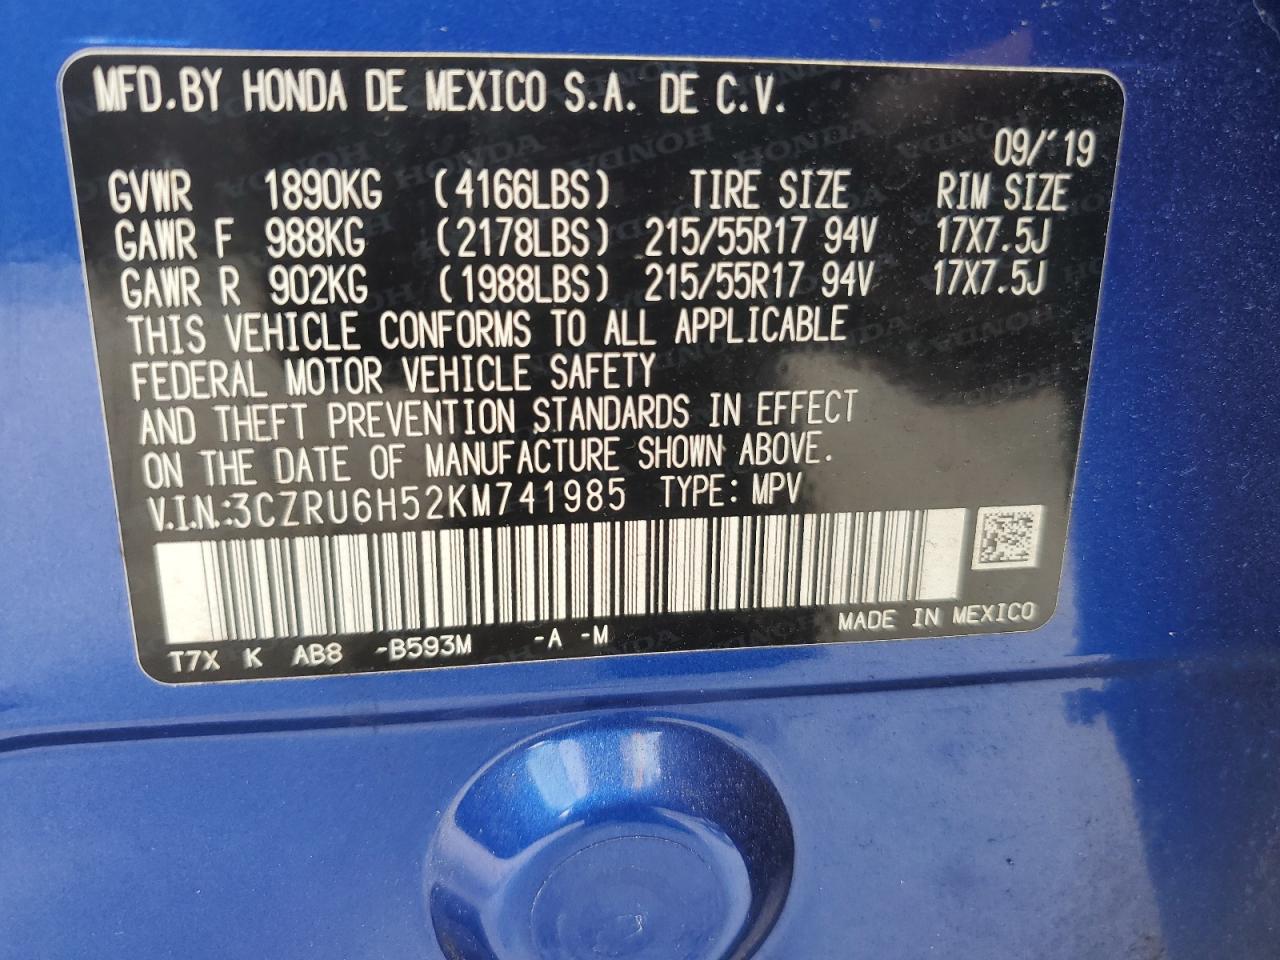 MFD.BY HONDA DE MEXICO S.A. DE C.V.
09/'19
GVWR 1890KG (4166LBS) TIRE SIZE RIM SIZE
GAWR F 988KG (2178LBS) 215/55R17 94V 17X7.5J
GAWR R 902KG (1988LBS) 215/55R17 94V 17X7.5J
THIS VEHICLE CONFORMS TO ALL APPLICABLE
FEDERAL MOTOR VEHICLE SAFETY
AND THEFT PREVENTION STANDARDS IN EFFECT
ON THE DATE OF MANUFACTURE SHOWN ABOVE.
V.I.N.:3CZRU6H52KM741985 TYPE: MPV
MADE IN MEXICO
T7X K AB8 -B593M -A -M